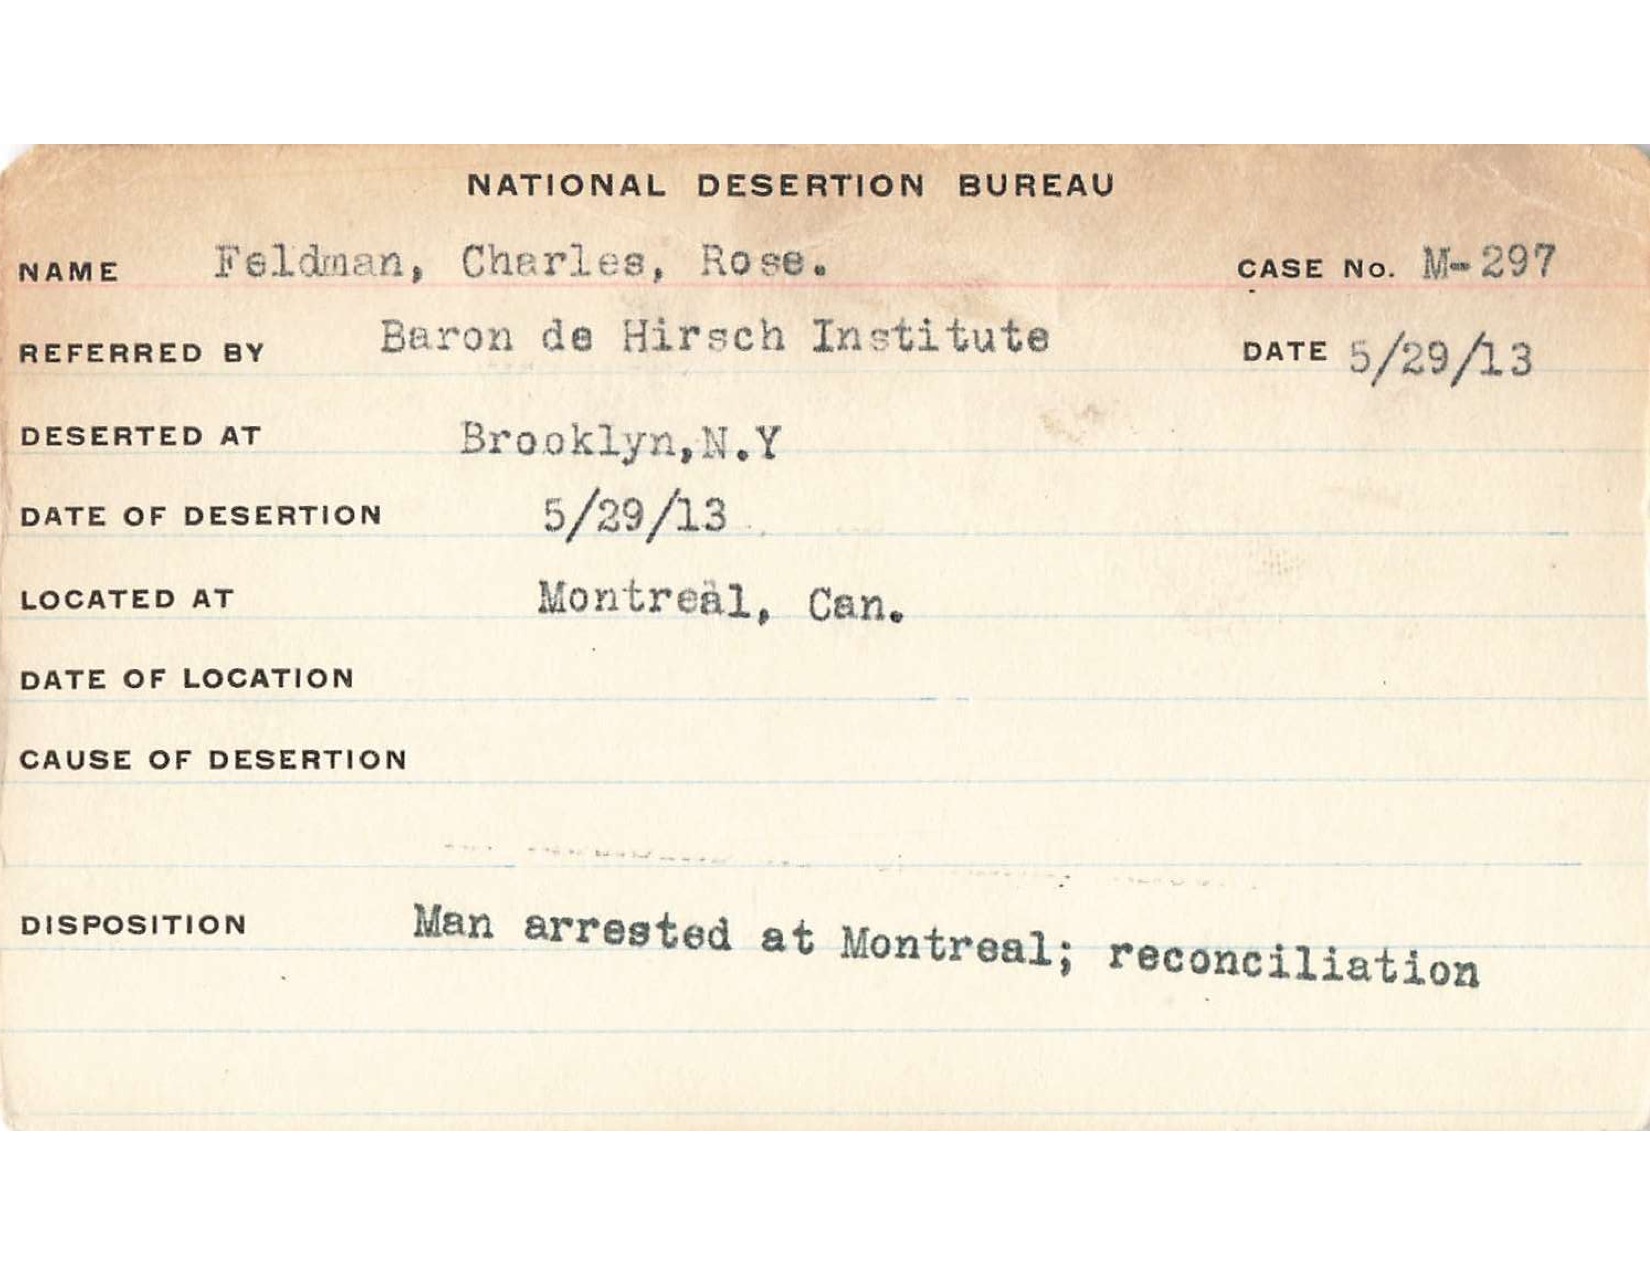 NATIONAL DESERTION BUREAU
NAME Feldman, Charles, Rose. CASE No. M-297
REFERRED BY Baron de Hirsch Institute DATE 5/29/13
DESERTED AT Brooklyn,N.Y
DATE OF DESERTION 5/29/13
LOCATED AT Montreal, Can.
DATE OF LOCATION
CAUSE OF DESERTION
DISPOSITION Man arrested at Montreal; reconciliation